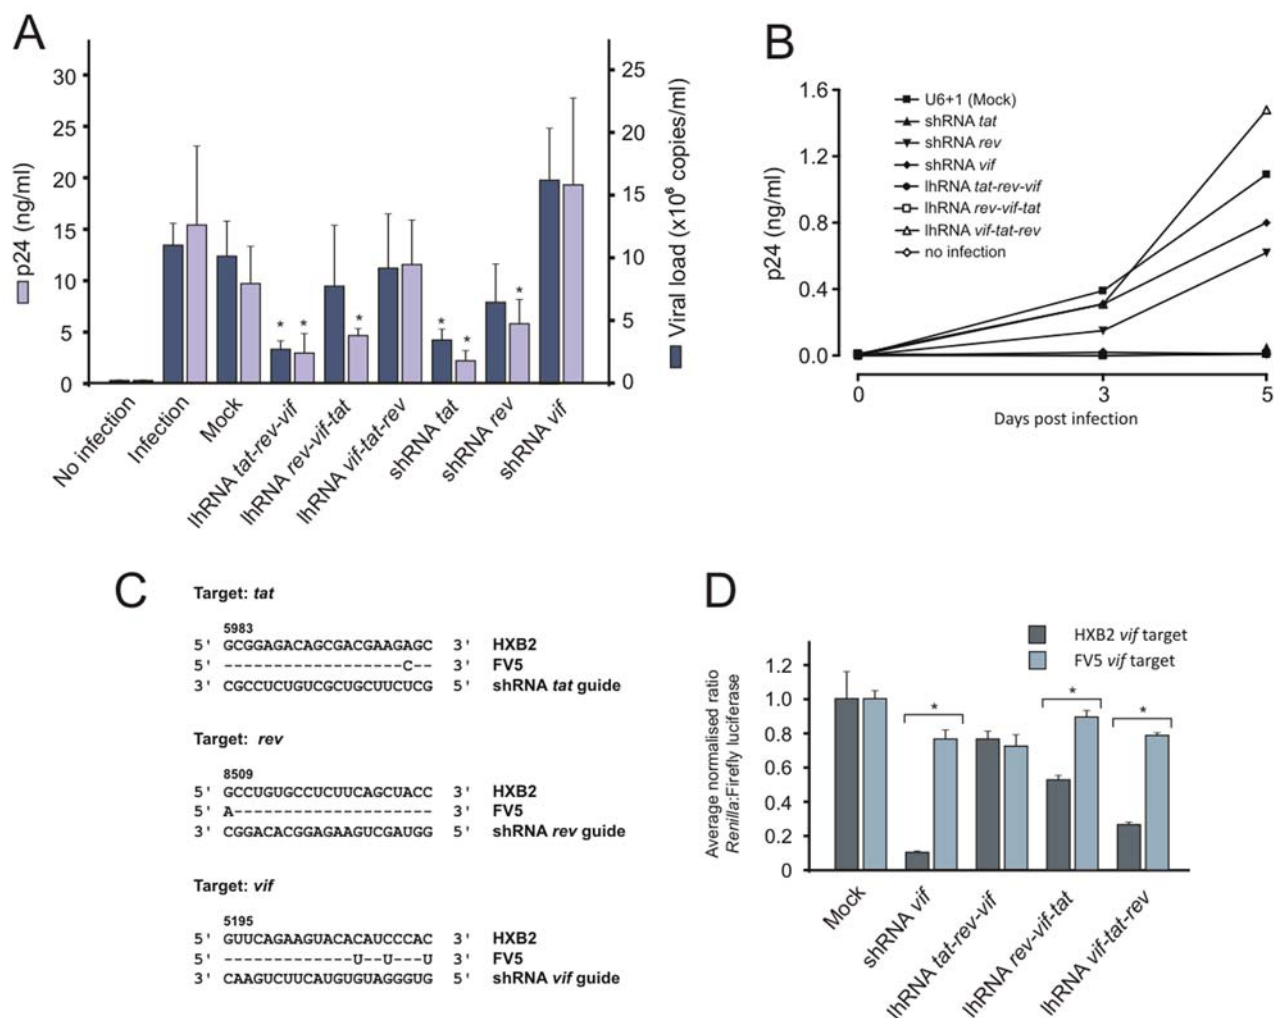 A
30
25
20
15
10
5
0
p24 (ng/ml)
25
20
15
10
5
0
Viral load (x10⁶ copies/ml)
* * * * * *
No infection
Infection
Mock
lhRNA tat-rev-vif
lhRNA rev-vif-tat
lhRNA vif-tat-rev
shRNA tat
shRNA rev
shRNA vif
B
1.6
1.2
0.8
0.4
0.0
p24 (ng/ml)
U6+1 (Mock)
shRNA tat
shRNA rev
shRNA vif
lhRNA tat-rev-vif
lhRNA rev-vif-tat
lhRNA vif-tat-rev
no infection
0 3 5
Days post infection
C
Target: tat
5983
5' GCGGAGACAGCGACGAAGAGC 3' HXB2
5' ------------------C-- 3' FV5
3' CGCCUCUGUCGCUGCUUCUCG 5' shRNA tat guide
Target: rev
8509
5' GCCUGUGCCUCUUCAGCUACC 3' HXB2
5' A-------------------- 3' FV5
3' CGGACACGGAGAAGUCGAUGG 5' shRNA rev guide
Target: vif
5195
5' GUUCAGAAGUACACAUCCCAC 3' HXB2
5' -------------U--U---U 3' FV5
3' CAAGUCUUCAUGUGUAGGGUG 5' shRNA vif guide
D
HXB2 vif target
FV5 vif target
1.2
1.0
0.8
0.6
0.4
0.2
0
Average normalised ratio
Renilla:Firefly luciferase
* * *
Mock
shRNA vif
lhRNA tat-rev-vif
lhRNA rev-vif-tat
lhRNA vif-tat-rev